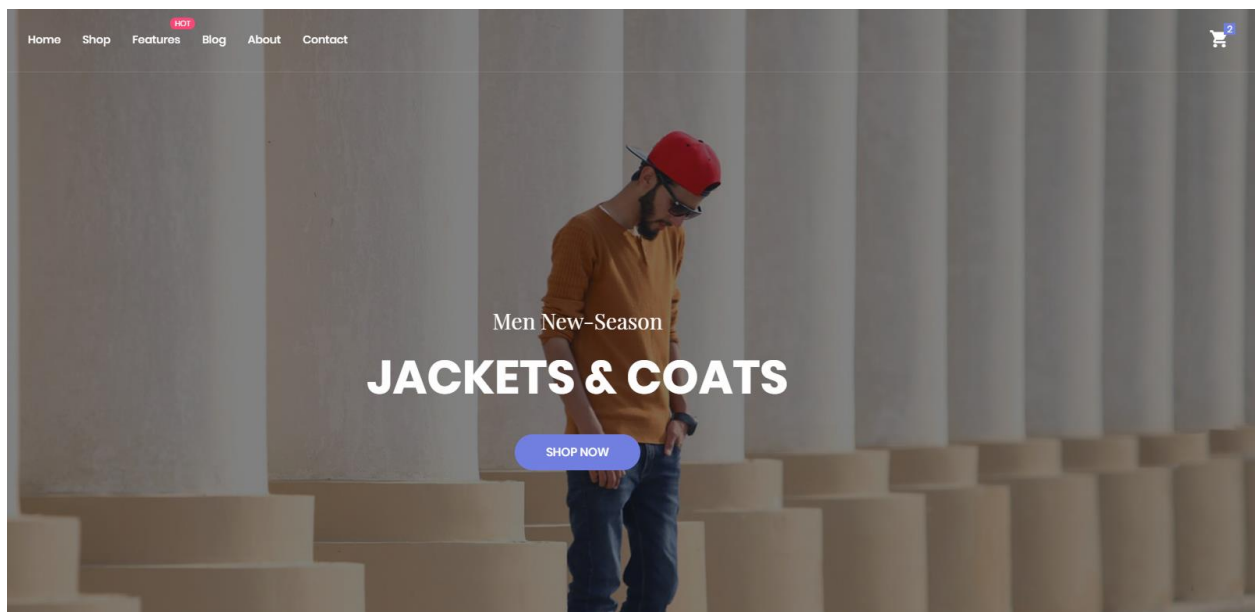 HOT
Home Shop Features Blog About Contact
2
Men New-Season
JACKETS & COATS
SHOP NOW